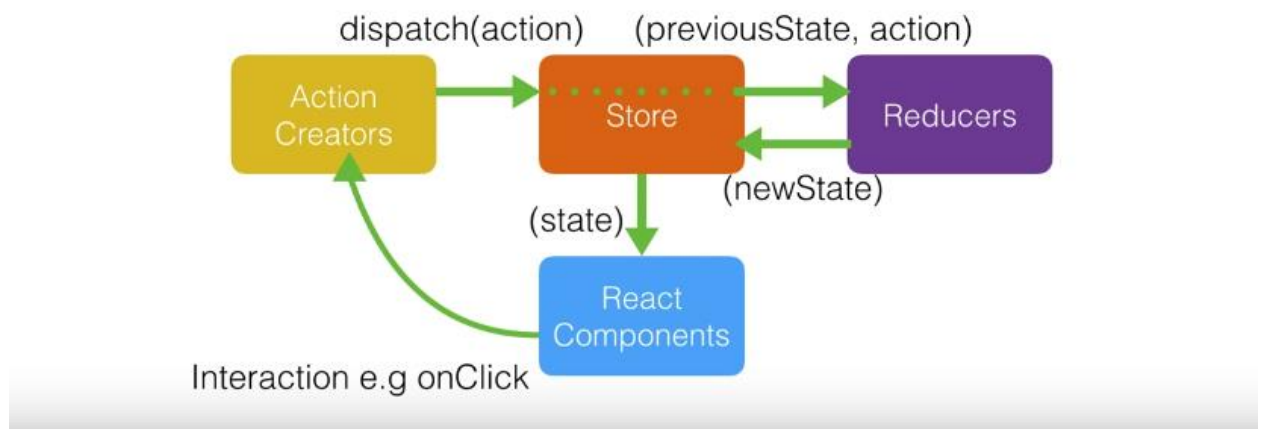 dispatch(action)
(previousState, action)
Action
Creators
Store
Reducers
(newState)
(state)
React
Components
Interaction e.g onClick